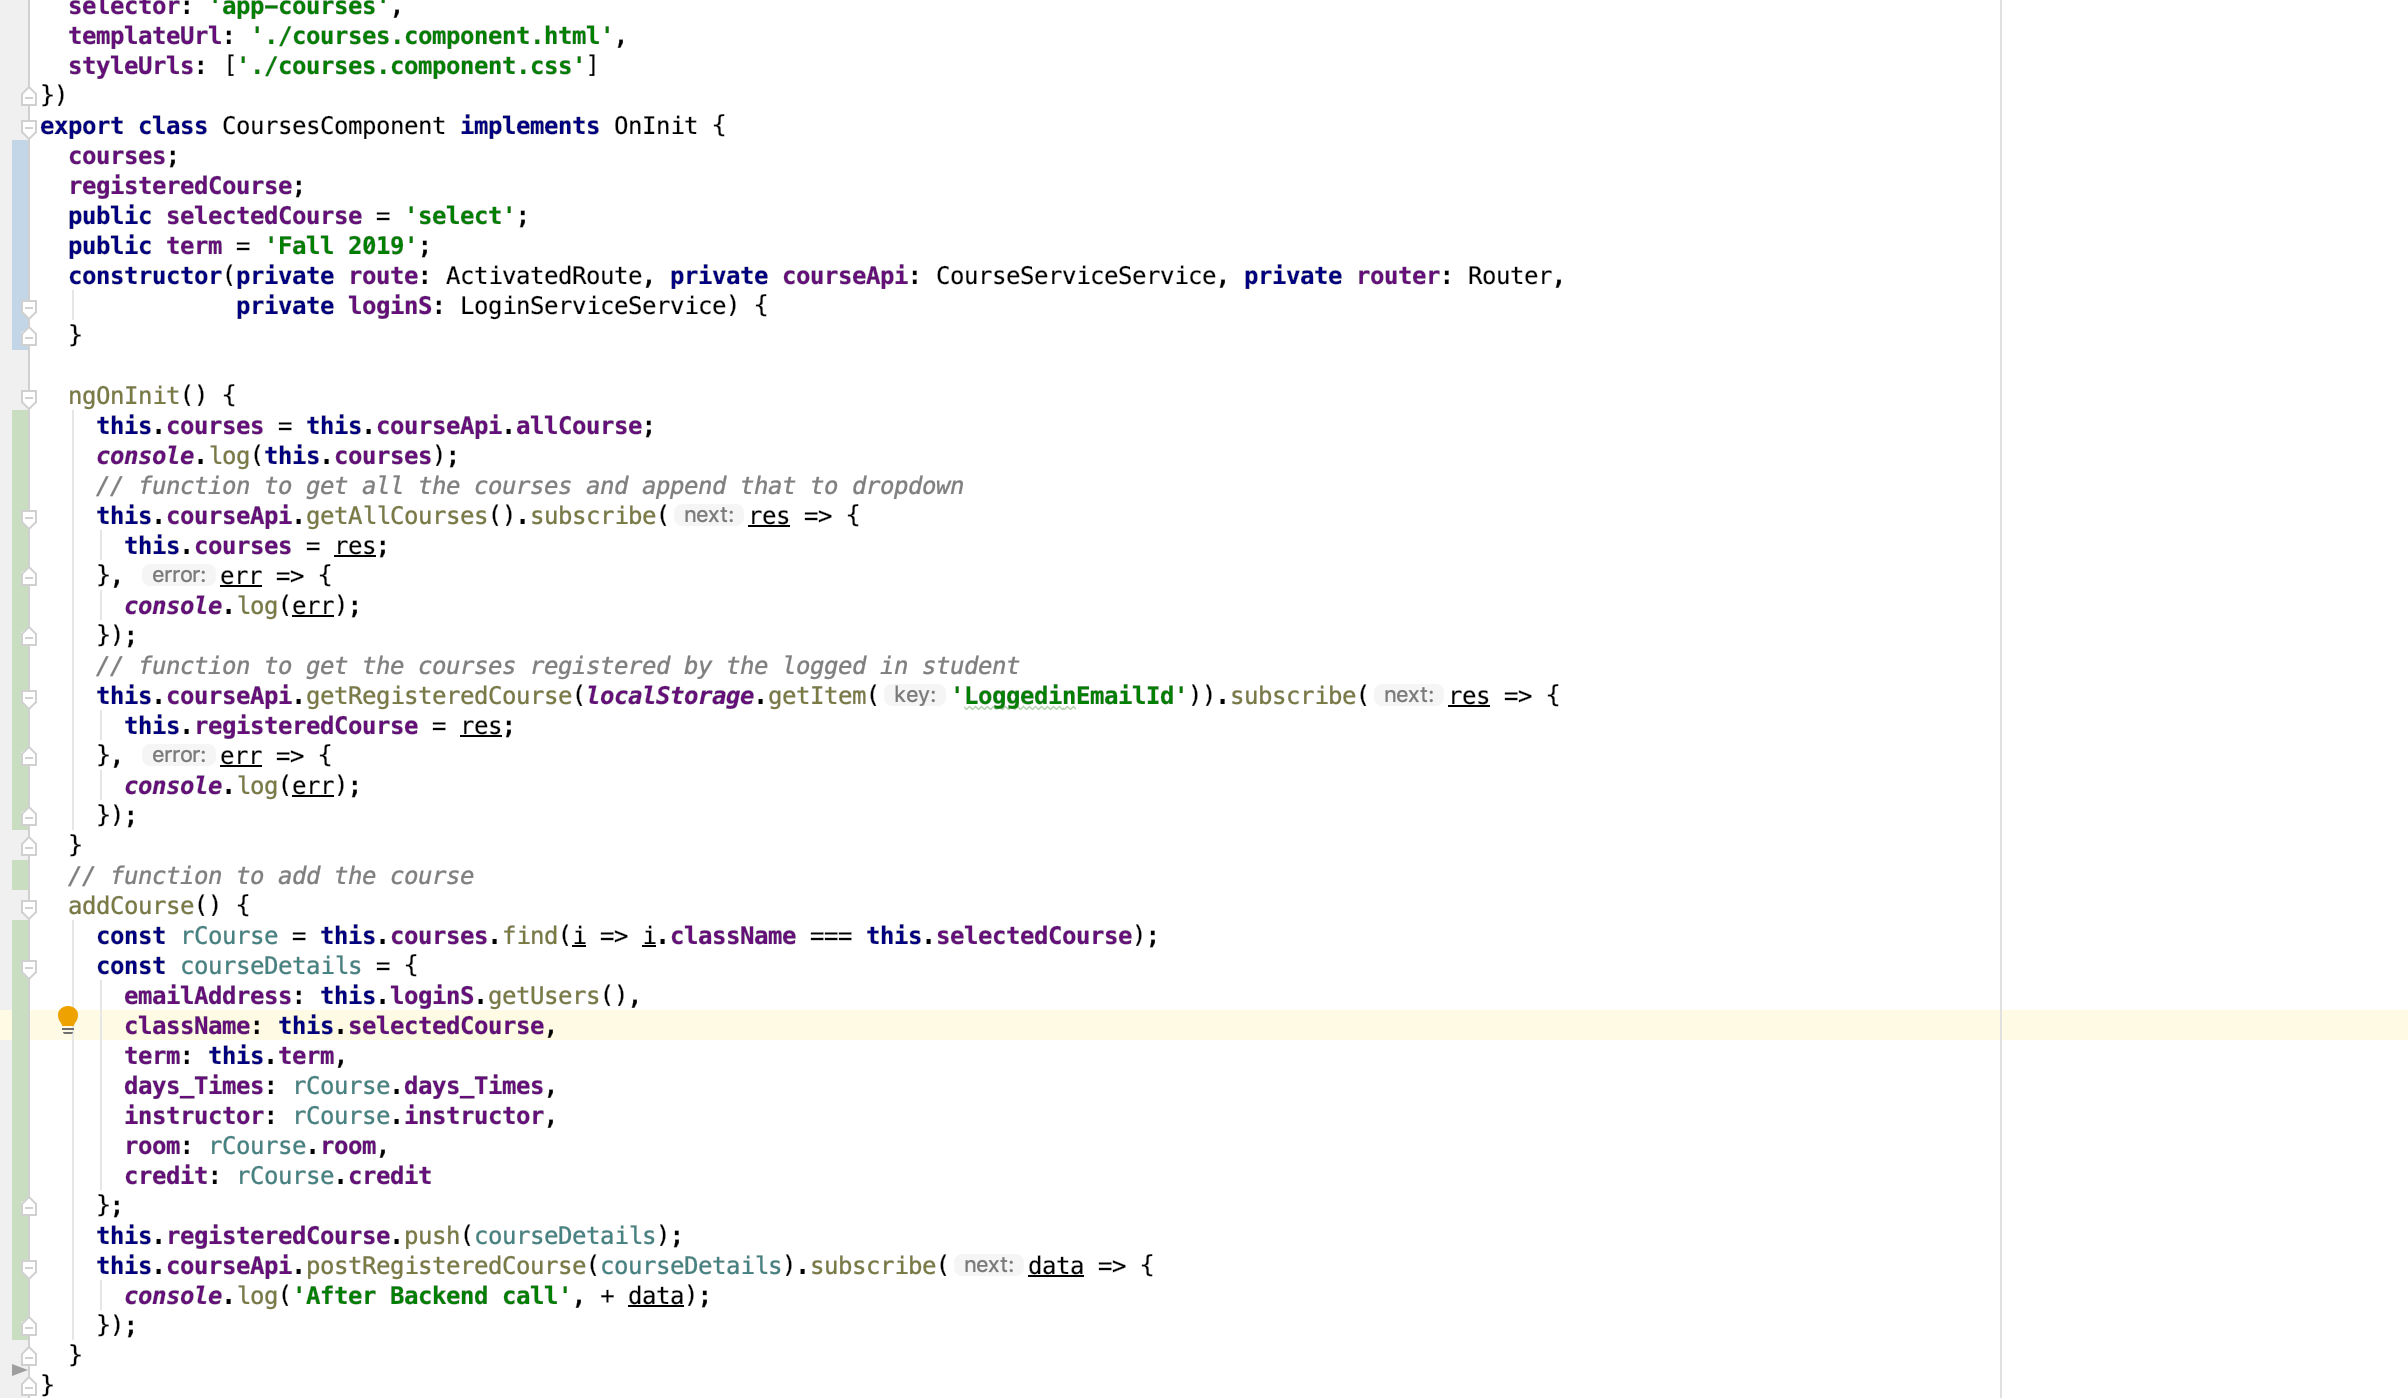 selector: 'app-courses',
templateUrl: './courses.component.html',
styleUrls: ['./courses.component.css']
})
export class CoursesComponent implements OnInit {
courses;
registeredCourse;
public selectedCourse = 'select';
public term = 'Fall 2019';
constructor(private route: ActivatedRoute, private courseApi: CourseServiceService, private router: Router,
private loginS: LoginServiceService) {
}
ngOnInit() {
this.courses = this.courseApi.allCourse;
console.log(this.courses);
// function to get all the courses and append that to dropdown
this.courseApi.getAllCourses().subscribe( next: res => {
this.courses = res;
}, error: err => {
console.log(err);
});
// function to get the courses registered by the logged in student
this.courseApi.getRegisteredCourse(localStorage.getItem( key: 'LoggedinEmailId')).subscribe( next: res => {
this.registeredCourse = res;
}, error: err => {
console.log(err);
});
}
// function to add the course
addCourse() {
const rCourse = this.courses.find(i => i.className === this.selectedCourse);
const courseDetails = {
emailAddress: this.loginS.getUsers(),
className: this.selectedCourse,
term: this.term,
days_Times: rCourse.days_Times,
instructor: rCourse.instructor,
room: rCourse.room,
credit: rCourse.credit
};
this.registeredCourse.push(courseDetails);
this.courseApi.postRegisteredCourse(courseDetails).subscribe( next: data => {
console.log('After Backend call', + data);
});
}
}